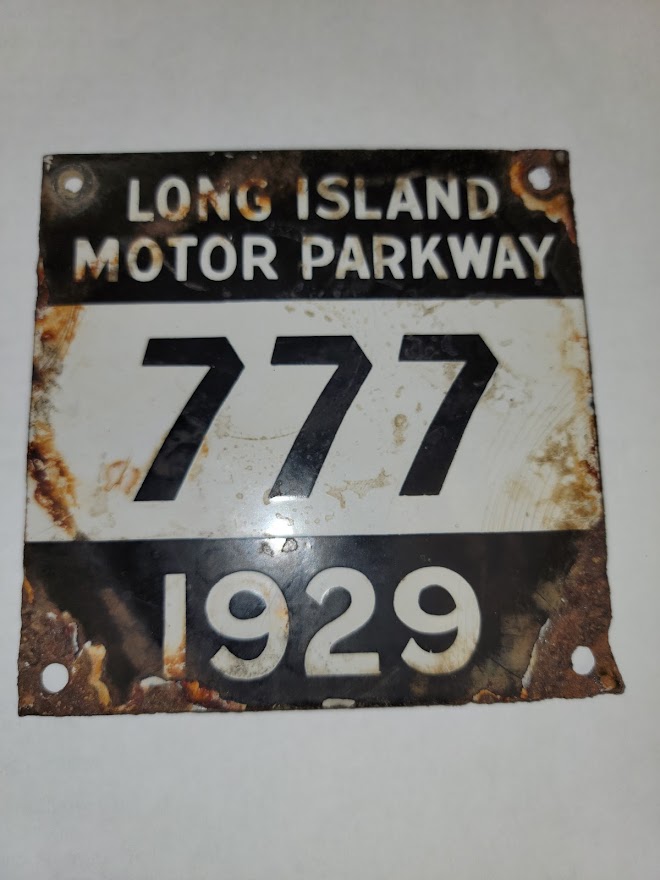 LONG ISLAND
MOTOR PARKWAY
777
1929